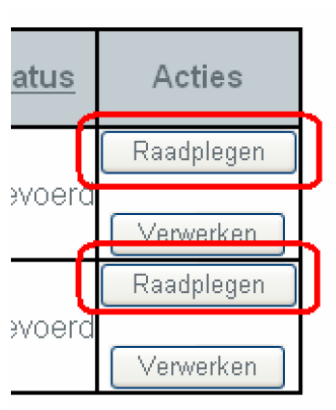 atus Acties
Raadplegen
evoerd
Verwerken
Raadplegen
evoerd
Verwerken